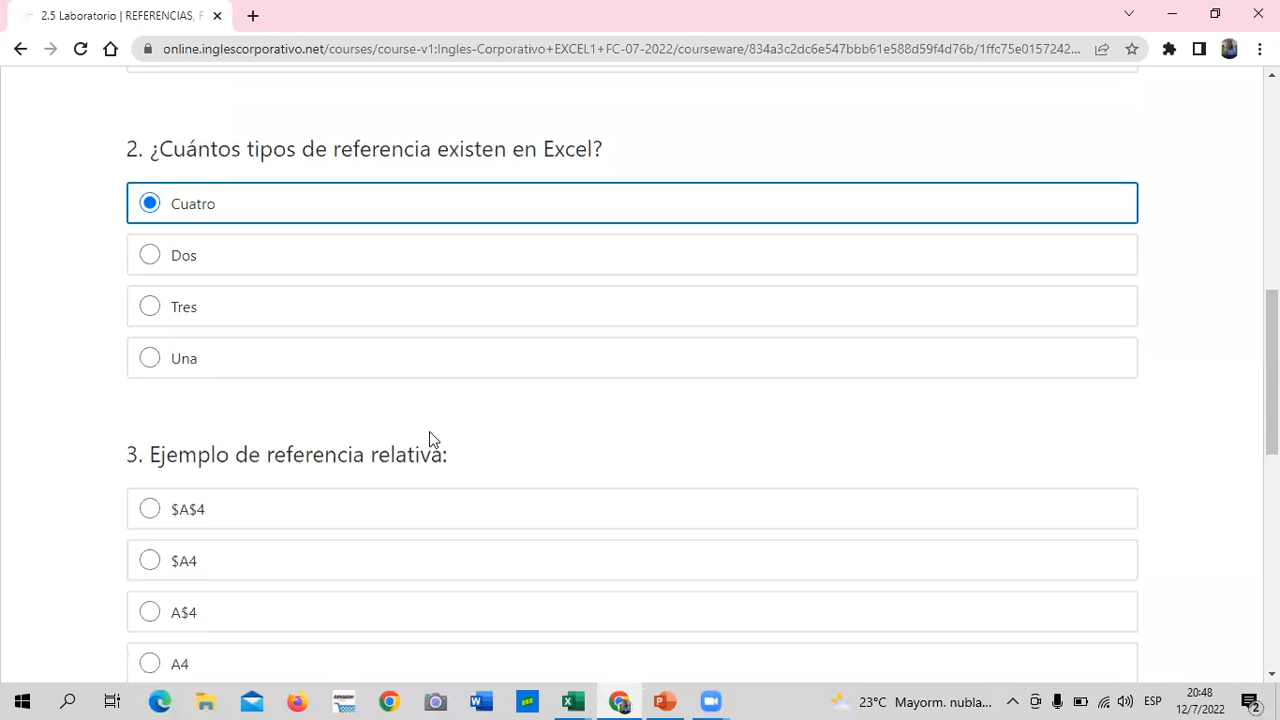 2.5 Laboratorio | REFERENCIAS, F
online.inglescorporativo.net/courses/course-v1:Ingles-Corporativo+EXCEL1+FC-07-2022/courseware/334a3c2dc6e547bbb61e588d59f4d76b/1ffc75e0157242...
2. ¿Cuántos tipos de referencia existen en Excel?
Cuatro
Dos
Tres
Una
3. Ejemplo de referencia relativa:
$A$4
$A4
A$4
A4
23°C Mayorm. nubla...
ESP
20:48
12/7/2022
2